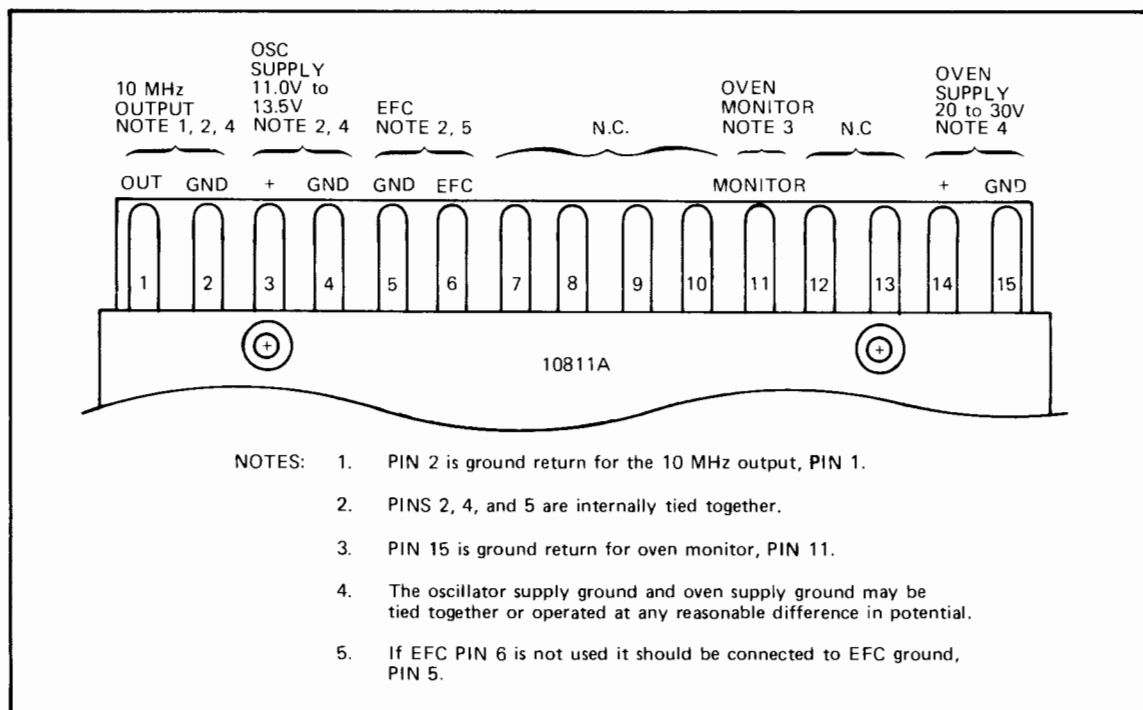 10 MHz
OUTPUT
NOTE 1, 2, 4
OSC
SUPPLY
11.0V to
13.5V
NOTE 2, 4
EFC
NOTE 2, 5
N.C.
OVEN
MONITOR
NOTE 3
N.C
OVEN
SUPPLY
20 to 30V
NOTE 4
OUT GND + GND GND EFC MONITOR + GND
1 2 3 4 5 6 7 8 9 10 11 12 13 14 15
+ +
10811A
NOTES: 1. PIN 2 is ground return for the 10 MHz output, PIN 1.
2. PINS 2, 4, and 5 are internally tied together.
3. PIN 15 is ground return for oven monitor, PIN 11.
4. The oscillator supply ground and oven supply ground may be
tied together or operated at any reasonable difference in potential.
5. If EFC PIN 6 is not used it should be connected to EFC ground,
PIN 5.